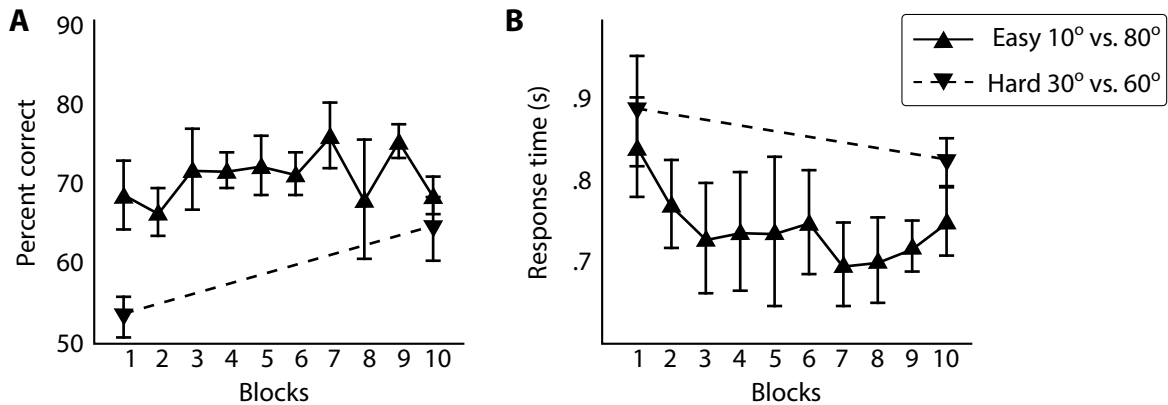 A
90
80
70
60
50
Percent correct
1 2 3 4 5 6 7 8 9 10
Blocks
B
.9
.8
.7
Response time (s)
1 2 3 4 5 6 7 8 9 10
Blocks
Easy 10° vs. 80°
Hard 30° vs. 60°